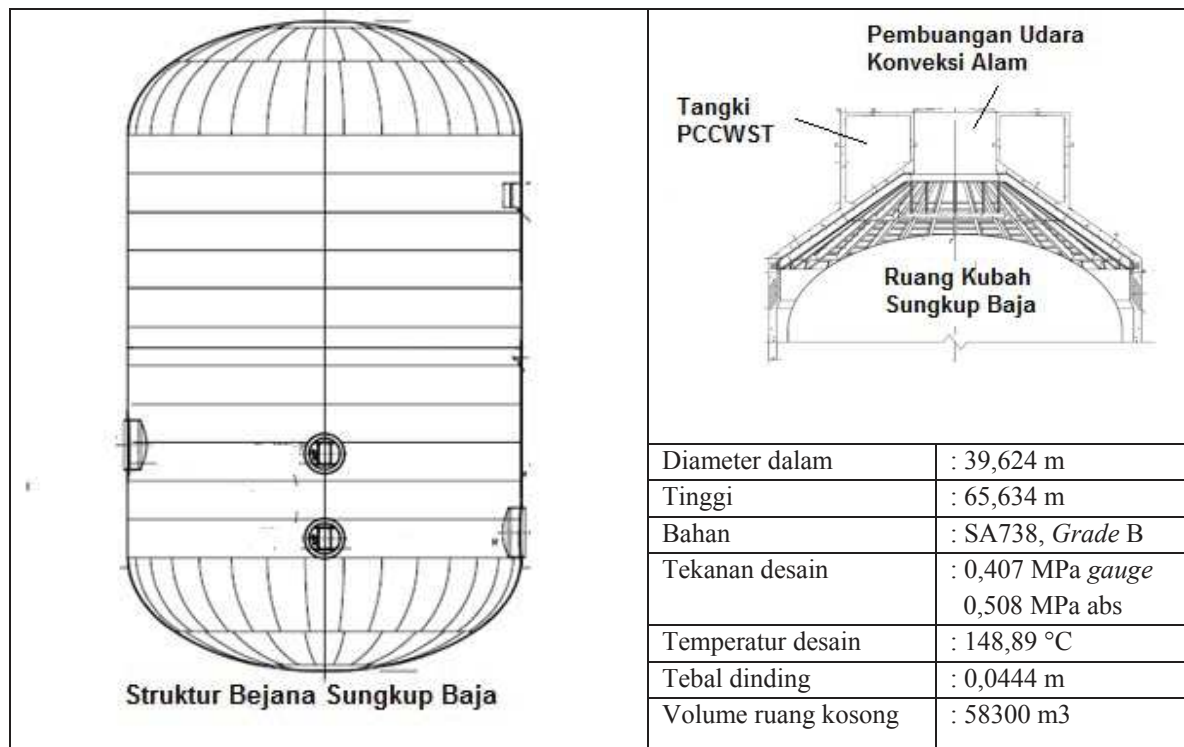 Struktur Bejana Sungkup Baja
Pembuangan Udara
Konveksi Alam
Tangki
PCCWST
Ruang Kubah
Sungkup Baja
Diameter dalam : 39,624 m
Tinggi : 65,634 m
Bahan : SA738, Grade B
Tekanan desain : 0,407 MPa gauge
0,508 MPa abs
Temperatur desain : 148,89 °C
Tebal dinding : 0,0444 m
Volume ruang kosong : 58300 m3